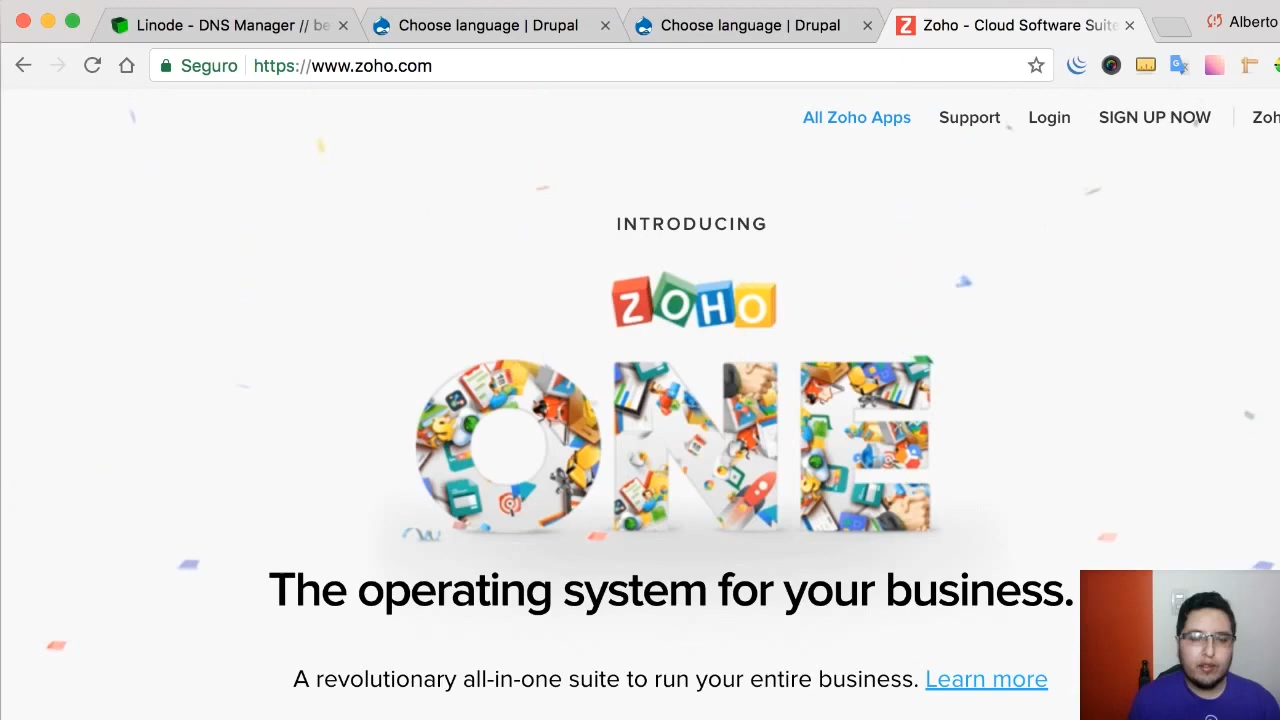 Linode - DNS Manager // be
Choose language | Drupal
Choose language | Drupal
Zoho - Cloud Software Suite
Alberto
Seguro
https://www.zoho.com
All Zoho Apps
Support
Login
SIGN UP NOW
Zoh
INTRODUCING
ZOHO
ONE
The operating system for your business.
A revolutionary all-in-one suite to run your entire business. Learn more